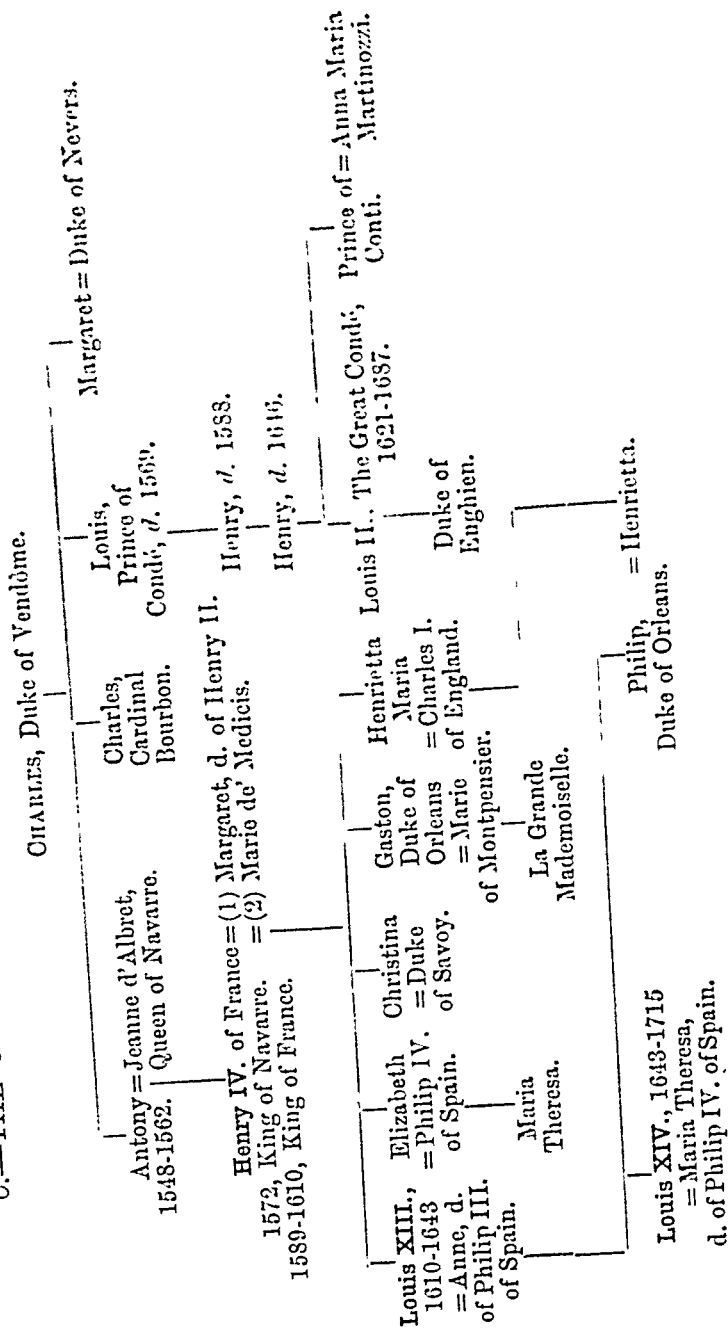 CHARLES, Duke of Vendôme.
Antony = Jeanne d'Albret,
1548-1562. Queen of Navarre.
Charles,
Cardinal
Bourbon.
Louis,
Prince of
Condé, d. 1569.
Margaret = Duke of Nevers.
Henry IV. of France = (1) Margaret, d. of Henry II.
1572, King of Navarre. = (2) Marie de' Medicis.
1589-1610, King of France.
Henry, d. 1588.
Henry, d. 1646.
Louis XIII.,
1610-1643
= Anne, d.
of Philip III.
of Spain.
Elizabeth
= Philip IV.
of Spain.
Maria
Theresa.
Christina
= Duke
of Savoy.
Gaston,
Duke of
Orleans
= Marie
of Montpensier.
La Grande
Mademoiselle.
Henrietta
Maria
= Charles I.
of England.
Louis II., The Great Condé,
1621-1687.
Duke of
Enghien.
Prince of = Anna Maria
Conti. Martinozzi.
Louis XIV., 1643-1715
= Maria Theresa,
d. of Philip IV. of Spain.
Philip, = Henrietta.
Duke of Orleans.